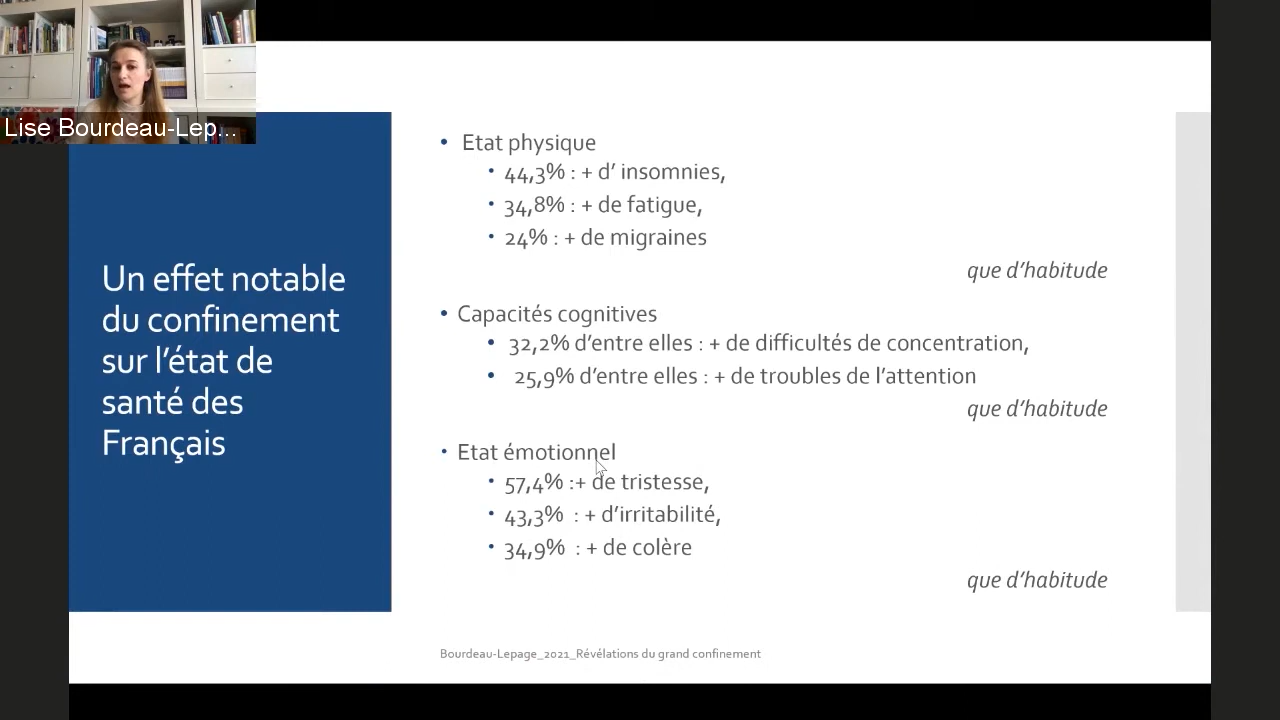 Lise Bourdeau-Lep...
Un effet notable
du confinement
sur l'état de
santé des
Français
• Etat physique
• 44,3% : + d' insomnies,
• 34,8% : + de fatigue,
• 24% : + de migraines
que d'habitude
• Capacités cognitives
• 32,2% d'entre elles : + de difficultés de concentration,
• 25,9% d'entre elles : + de troubles de l'attention
que d'habitude
• Etat émotionnel
• 57,4% :+ de tristesse,
• 43,3% : + d'irritabilité,
• 34,9% : + de colère
que d'habitude
Bourdeau-Lepage_2021_Révélations du grand confinement